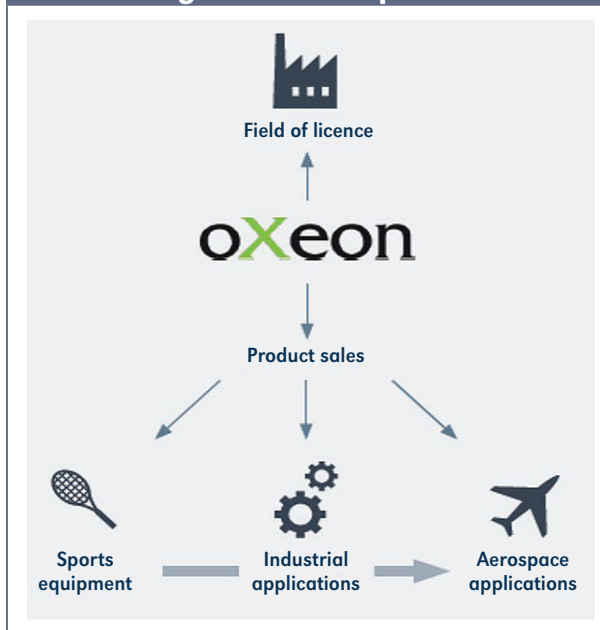 Field of licence
oXeon
Product sales
Sports
equipment
Industrial
applications
Aerospace
applications